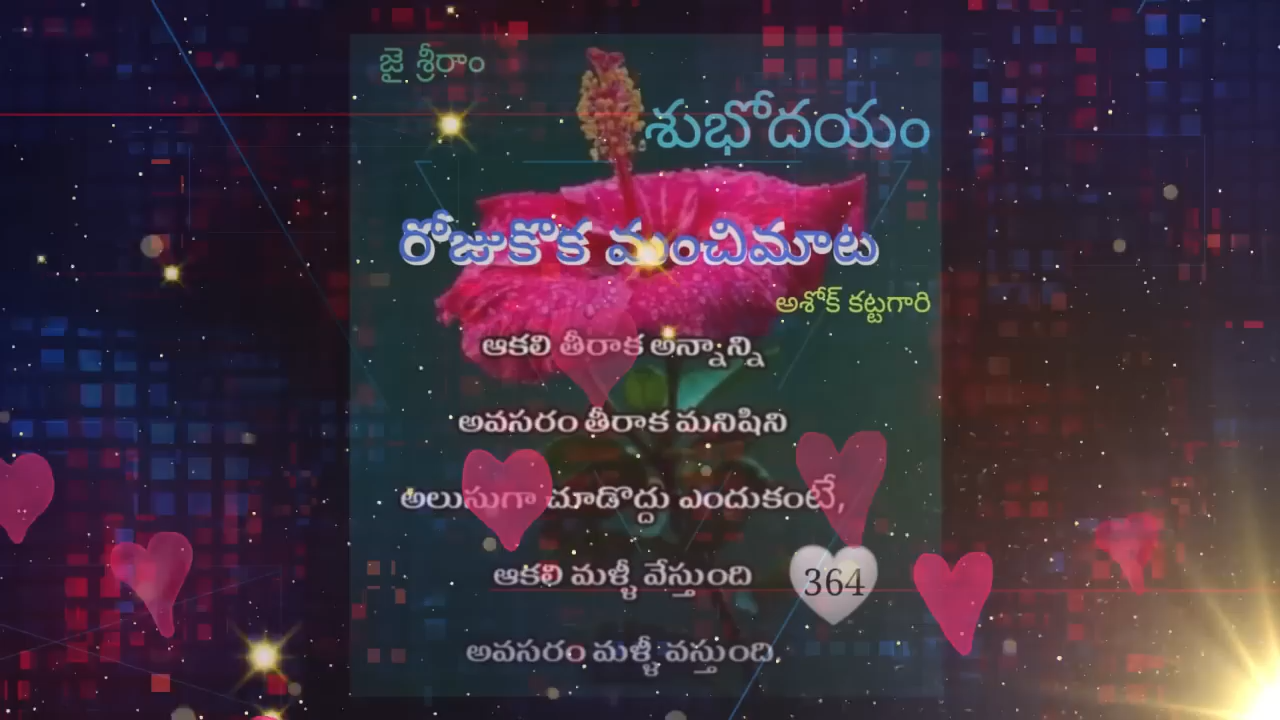 జై శ్రీరాం
శుభోదయం
రోజుకొక మంచిమాట
అశోక్ కట్టగారి
ఆకలి తీరాక అన్నాన్ని
అవసరం తీరాక మనిషిని
అలుసుగా చూడొద్దు ఎందుకంటే,
ఆకలి మళ్ళీ వేస్తుంది
364
అవసరం మళ్ళీ వస్తుంది.